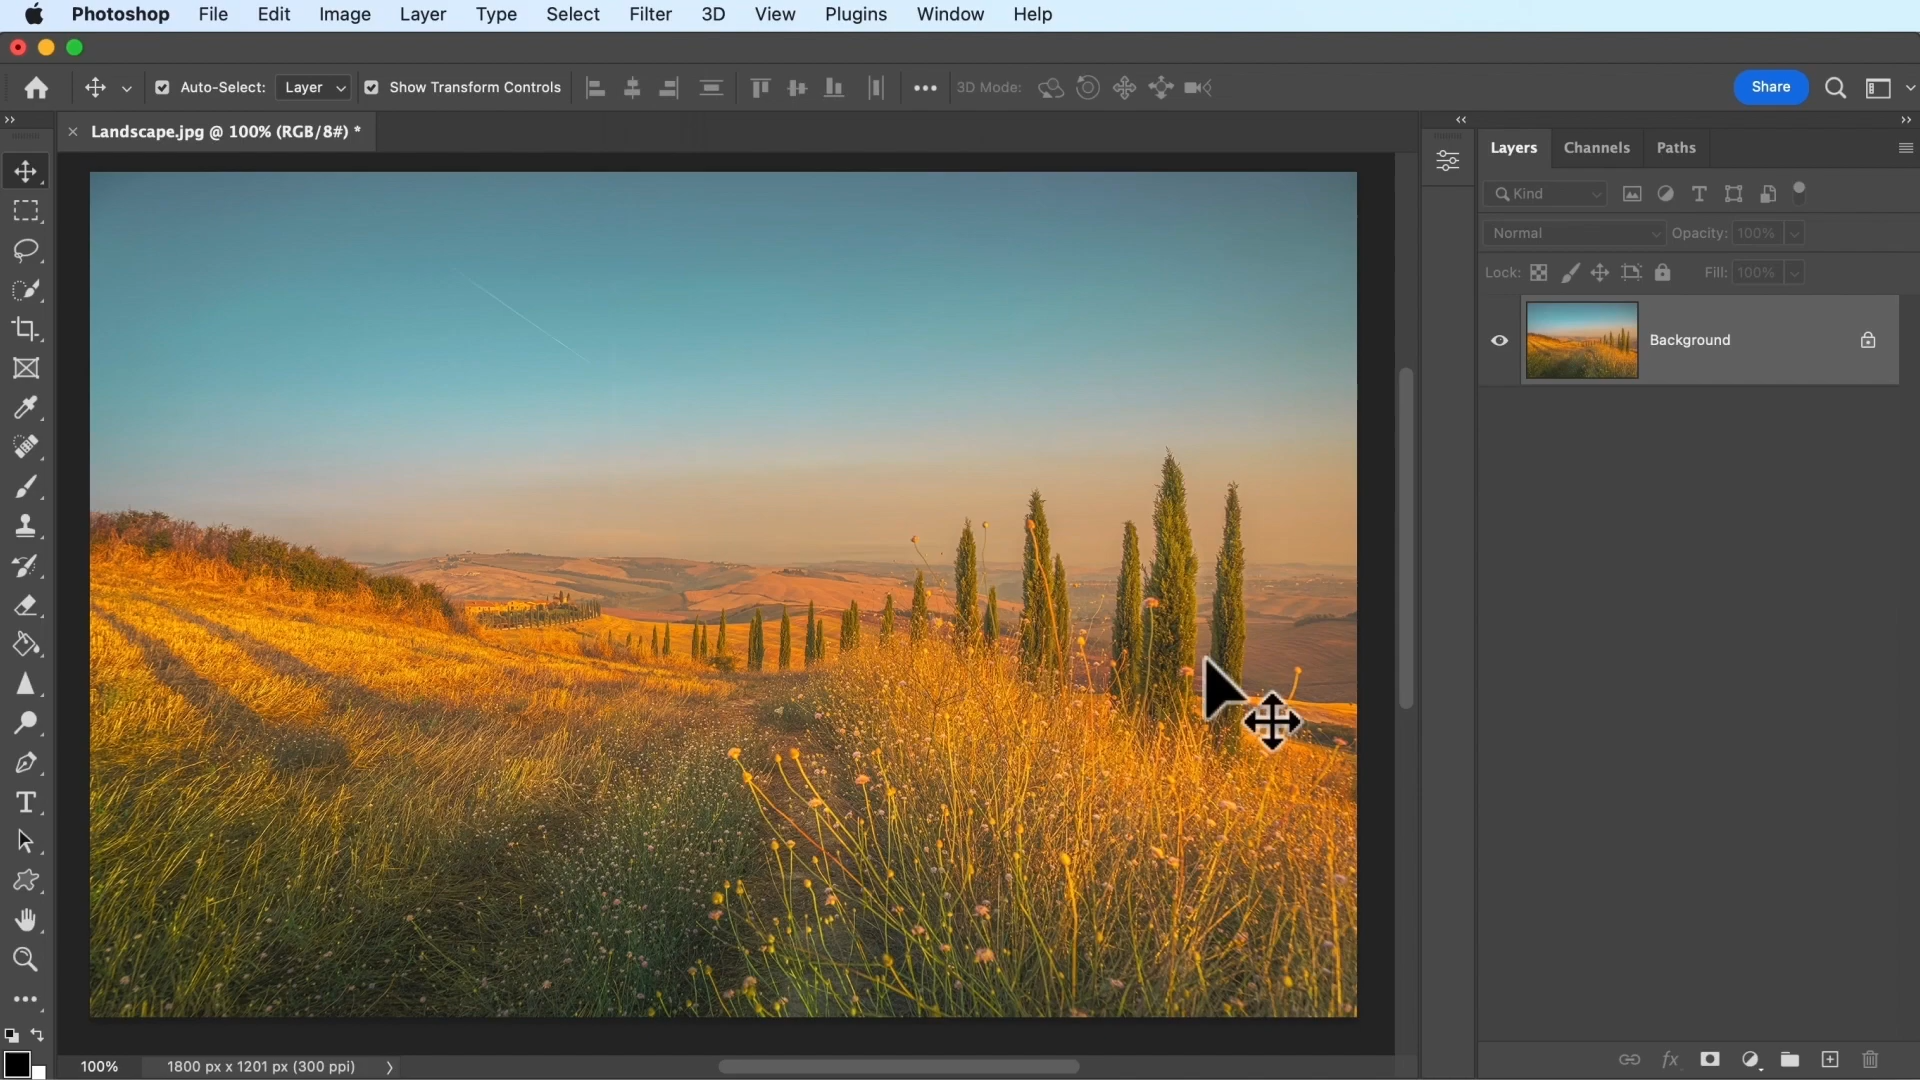 Photoshop File Edit Image Layer Type Select Filter 3D View Plugins Window Help
Auto-Select: Layer Show Transform Controls 3D Mode: Share
Landscape.jpg @ 100% (RGB/8#) *
Layers Channels Paths
Kind
Normal Opacity: 100%
Lock: Fill: 100%
Background
fx
100% 1800 px x 1201 px (300 ppi)